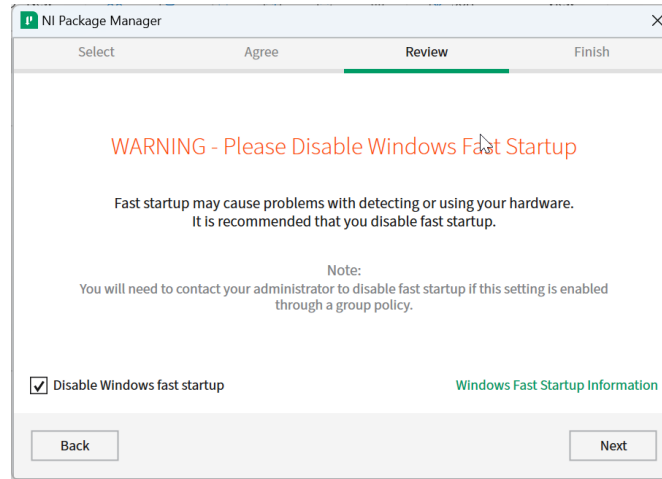 NI Package Manager
Select Agree Review Finish
WARNING - Please Disable Windows Fast Startup
Fast startup may cause problems with detecting or using your hardware.
It is recommended that you disable fast startup.
Note:
You will need to contact your administrator to disable fast startup if this setting is enabled
through a group policy.
Disable Windows fast startup Windows Fast Startup Information
Back Next